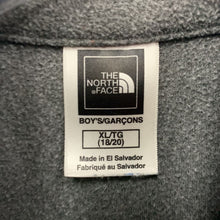 THE
NORTH
FACE
BOY'S/GARÇONS
XL/TG
(18/20)
Made in El Salvador
Fabriqué au Salvador